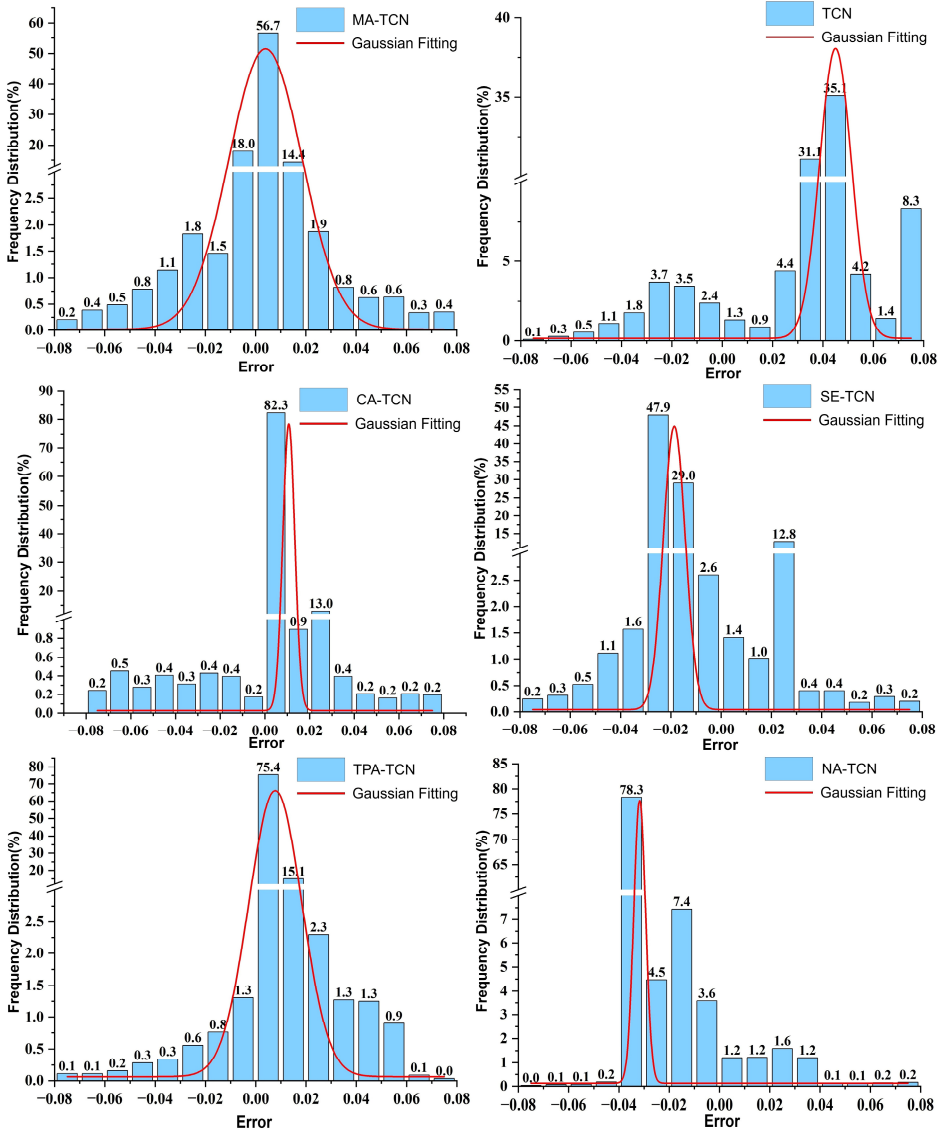 MA-TCN
Gaussian Fitting
Frequency Distribution(%)
60
50
40
30
20
2.5
2.0
1.5
1.0
0.5
0.0
0.2 0.4 0.5 0.8 1.1 1.8 1.5 18.0 56.7 14.4 1.9 0.8 0.6 0.6 0.3 0.4
−0.08 −0.06 −0.04 −0.02 0.00 0.02 0.04 0.06 0.08
Error
TCN
Gaussian Fitting
Frequency Distribution(%)
40
35
5
0
0.1 0.3 0.5 1.1 1.8 3.7 3.5 2.4 1.3 0.9 4.4 31.1 35.1 4.2 1.4 8.3
−0.08 −0.06 −0.04 −0.02 0.00 0.02 0.04 0.06 0.08
Error
CA-TCN
Gaussian Fitting
Frequency Distribution(%)
90
80
70
60
50
40
30
20
0.8
0.6
0.4
0.2
0.0
0.2 0.5 0.3 0.4 0.3 0.4 0.4 0.2 82.3 0.9 13.0 0.4 0.2 0.2 0.2 0.2
−0.08 −0.06 −0.04 −0.02 0.00 0.02 0.04 0.06 0.08
Error
SE-TCN
Gaussian Fitting
Frequency Distribution(%)
55
50
45
40
35
30
25
20
15
2.5
2.0
1.5
1.0
0.5
0.0
0.2 0.3 0.5 1.1 1.6 47.9 29.0 2.6 1.4 1.0 12.8 0.4 0.4 0.2 0.3 0.2
−0.08 −0.06 −0.04 −0.02 0.00 0.02 0.04 0.06 0.08
Error
TPA-TCN
Gaussian Fitting
Frequency Distribution(%)
80
70
60
50
40
30
20
2.5
2.0
1.5
1.0
0.5
0.0
0.1 0.1 0.2 0.3 0.3 0.6 0.8 1.3 75.4 15.1 2.3 1.3 1.3 0.9 0.1 0.0
−0.08 −0.06 −0.04 −0.02 0.00 0.02 0.04 0.06 0.08
Error
NA-TCN
Gaussian Fitting
Frequency Distribution(%)
85
80
75
70
65
7
6
5
4
3
2
1
0
0.0 0.1 0.1 0.2 78.3 4.5 7.4 3.6 1.2 1.2 1.6 1.2 0.1 0.1 0.2 0.2
−0.08 −0.06 −0.04 −0.02 0.00 0.02 0.04 0.06 0.08
Error